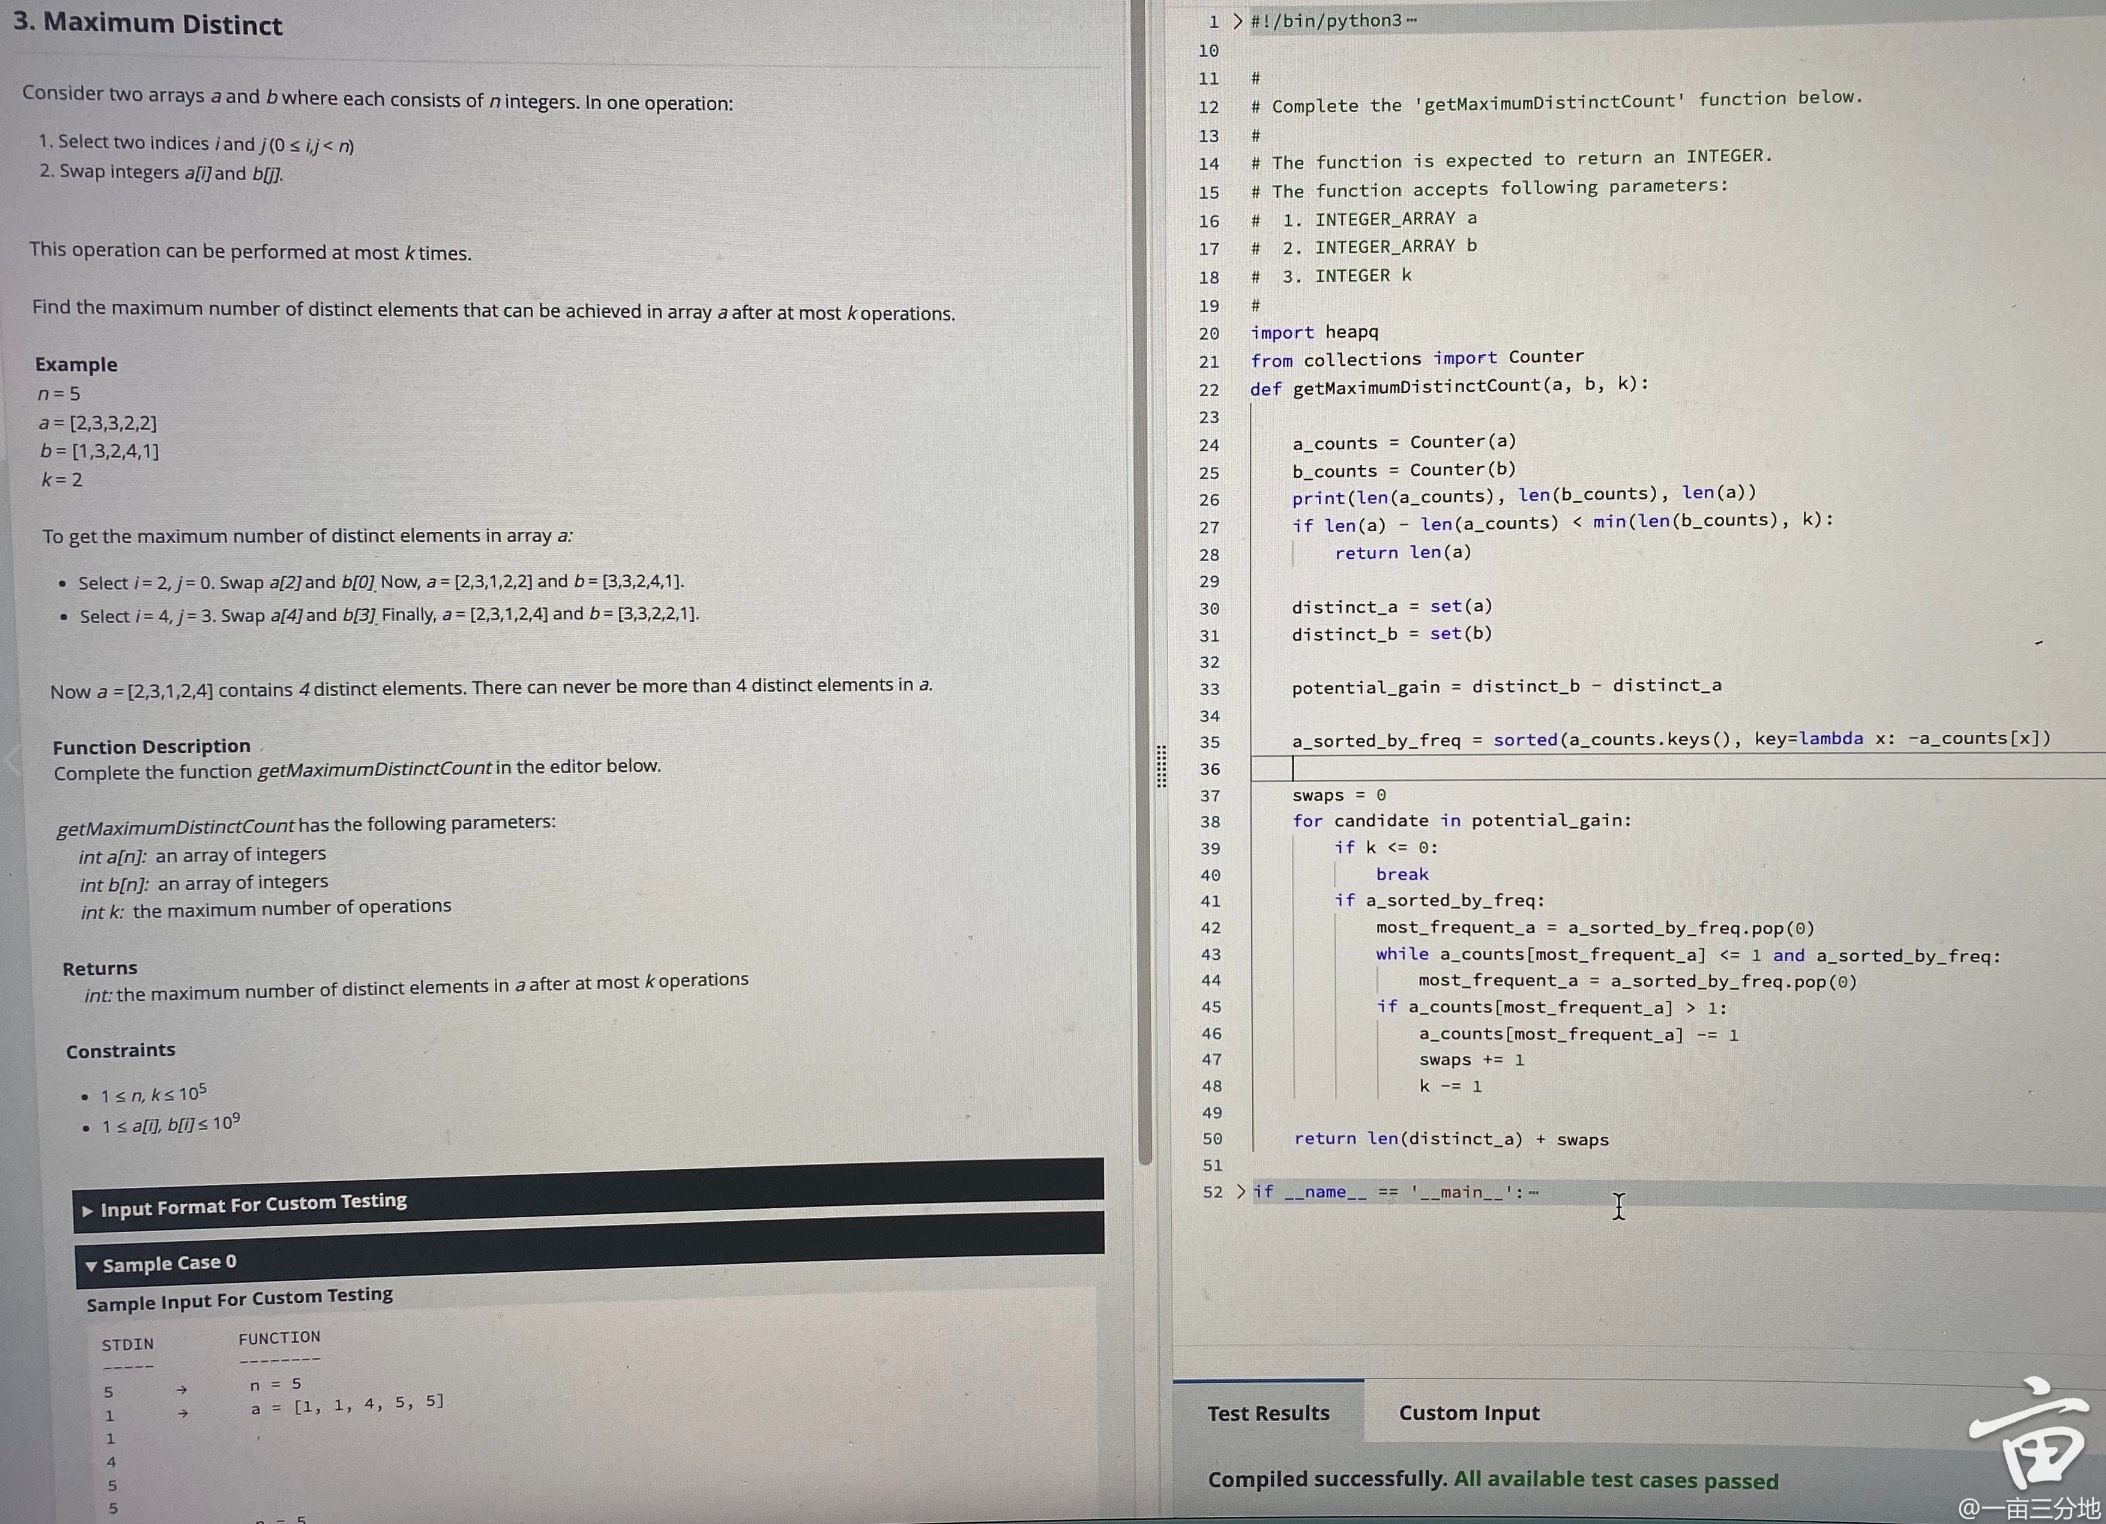 3. Maximum Distinct
Consider two arrays a and b where each consists of n integers. In one operation:
1. Select two indices i and j (0 ≤ i,j < n)
2. Swap integers a[i] and b[j].
This operation can be performed at most k times.
Find the maximum number of distinct elements that can be achieved in array a after at most k operations.
Example
n = 5
a = [2,3,3,2,2]
b = [1,3,2,4,1]
k = 2
To get the maximum number of distinct elements in array a:
• Select i = 2, j = 0. Swap a[2] and b[0]. Now, a = [2,3,1,2,2] and b = [3,3,2,4,1].
• Select i = 4, j = 3. Swap a[4] and b[3]. Finally, a = [2,3,1,2,4] and b = [3,3,2,2,1].
Now a = [2,3,1,2,4] contains 4 distinct elements. There can never be more than 4 distinct elements in a.
Function Description
Complete the function getMaximumDistinctCount in the editor below.
getMaximumDistinctCount has the following parameters:
int a[n]: an array of integers
int b[n]: an array of integers
int k: the maximum number of operations
Returns
int: the maximum number of distinct elements in a after at most k operations
Constraints
• 1 ≤ n, k ≤ 10⁵
• 1 ≤ a[i], b[i] ≤ 10⁹
▶ Input Format For Custom Testing
▼ Sample Case 0
Sample Input For Custom Testing
STDIN FUNCTION
----- --------
5 → n = 5
1 → a = [1, 1, 4, 5, 5]
1
4
5
5
n = 5
1 > #!/bin/python3⋯
10
11 #
12 # Complete the 'getMaximumDistinctCount' function below.
13 #
14 # The function is expected to return an INTEGER.
15 # The function accepts following parameters:
16 # 1. INTEGER_ARRAY a
17 # 2. INTEGER_ARRAY b
18 # 3. INTEGER k
19 #
20 import heapq
21 from collections import Counter
22 def getMaximumDistinctCount(a, b, k):
23
24 a_counts = Counter(a)
25 b_counts = Counter(b)
26 print(len(a_counts), len(b_counts), len(a))
27 if len(a) - len(a_counts) < min(len(b_counts), k):
28 return len(a)
29
30 distinct_a = set(a)
31 distinct_b = set(b)
32
33 potential_gain = distinct_b - distinct_a
34
35 a_sorted_by_freq = sorted(a_counts.keys(), key=lambda x: -a_counts[x])
36
37 swaps = 0
38 for candidate in potential_gain:
39 if k <= 0:
40 break
41 if a_sorted_by_freq:
42 most_frequent_a = a_sorted_by_freq.pop(0)
43 while a_counts[most_frequent_a] <= 1 and a_sorted_by_freq:
44 most_frequent_a = a_sorted_by_freq.pop(0)
45 if a_counts[most_frequent_a] > 1:
46 a_counts[most_frequent_a] -= 1
47 swaps += 1
48 k -= 1
49
50 return len(distinct_a) + swaps
51
52 > if __name__ == '__main__':⋯
Test Results Custom Input
Compiled successfully. All available test cases passed
亩
@一亩三分地